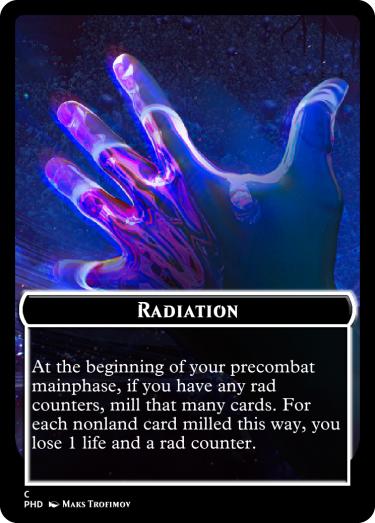 RADIATION
At the beginning of your precombat
mainphase, if you have any rad
counters, mill that many cards. For
each nonland card milled this way, you
lose 1 life and a rad counter.
C
PHD MAKS TROFIMOV